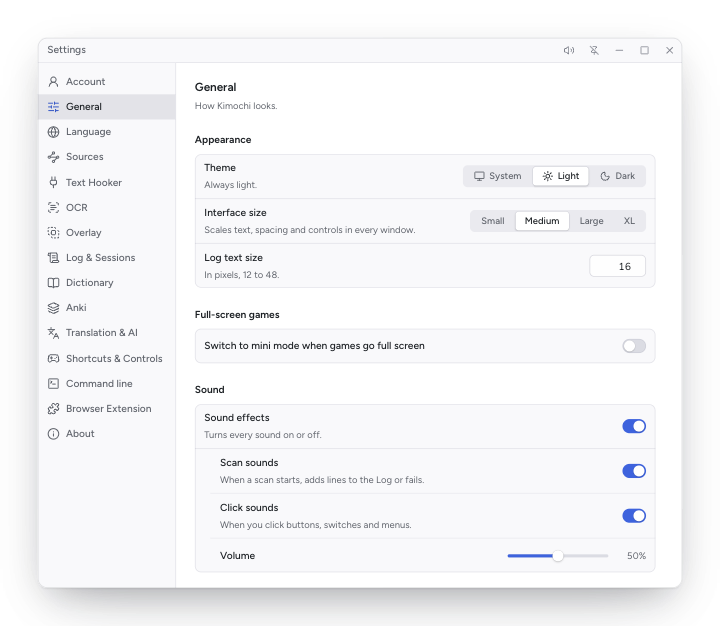 Settings
Account
General
Language
Sources
Text Hooker
OCR
Overlay
Log & Sessions
Dictionary
Anki
Translation & AI
Shortcuts & Controls
Command line
Browser Extension
About
General
How Kimochi looks.
Appearance
Theme
Always light.
System Light Dark
Interface size
Scales text, spacing and controls in every window.
Small Medium Large XL
Log text size
In pixels, 12 to 48.
16
Full-screen games
Switch to mini mode when games go full screen
Sound
Sound effects
Turns every sound on or off.
Scan sounds
When a scan starts, adds lines to the Log or fails.
Click sounds
When you click buttons, switches and menus.
Volume 50%